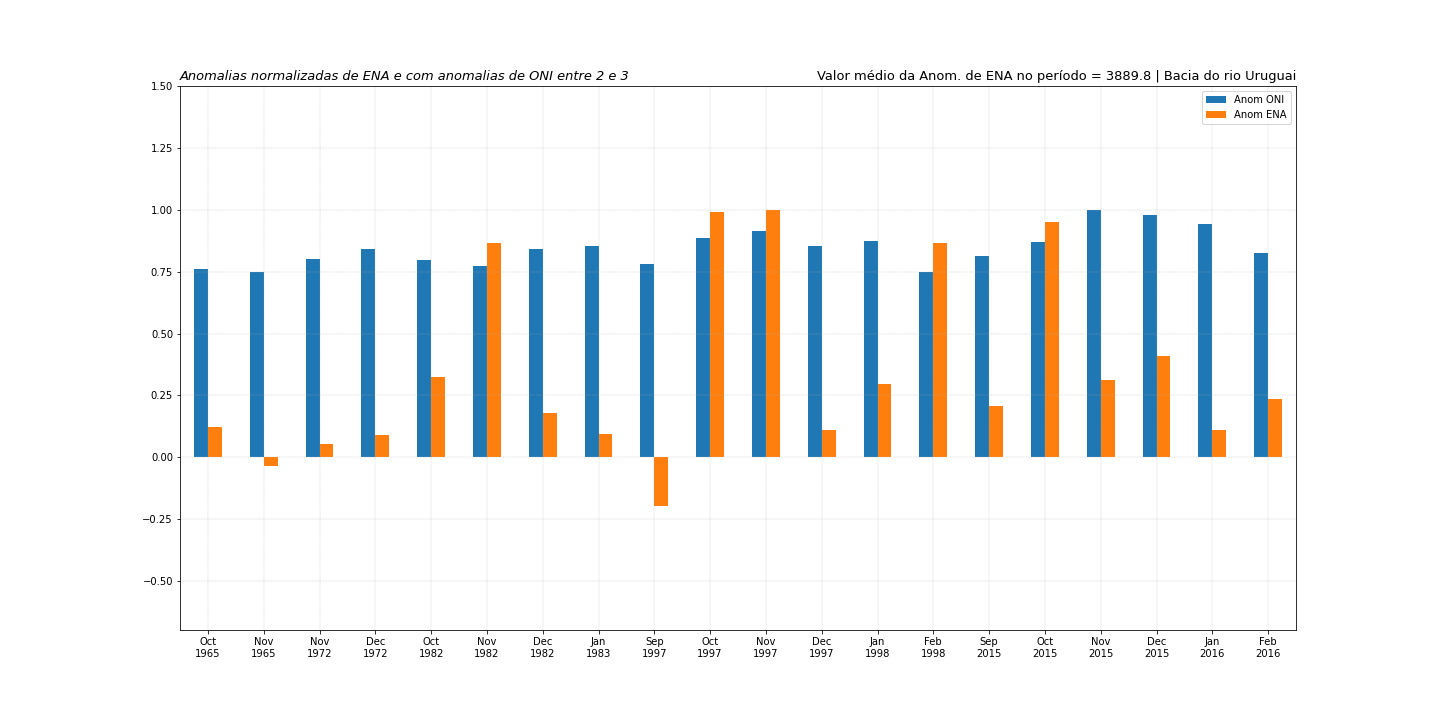 Anomalias normalizadas de ENA e com anomalias de ONI entre 2 e 3
Valor médio da Anom. de ENA no período = 3889.8 | Bacia do rio Uruguai
Anom ONI
Anom ENA
1.50
1.25
1.00
0.75
0.50
0.25
0.00
−0.25
−0.50
Oct
1965
Nov
1965
Nov
1972
Dec
1972
Oct
1982
Nov
1982
Dec
1982
Jan
1983
Sep
1997
Oct
1997
Nov
1997
Dec
1997
Jan
1998
Feb
1998
Sep
2015
Oct
2015
Nov
2015
Dec
2015
Jan
2016
Feb
2016